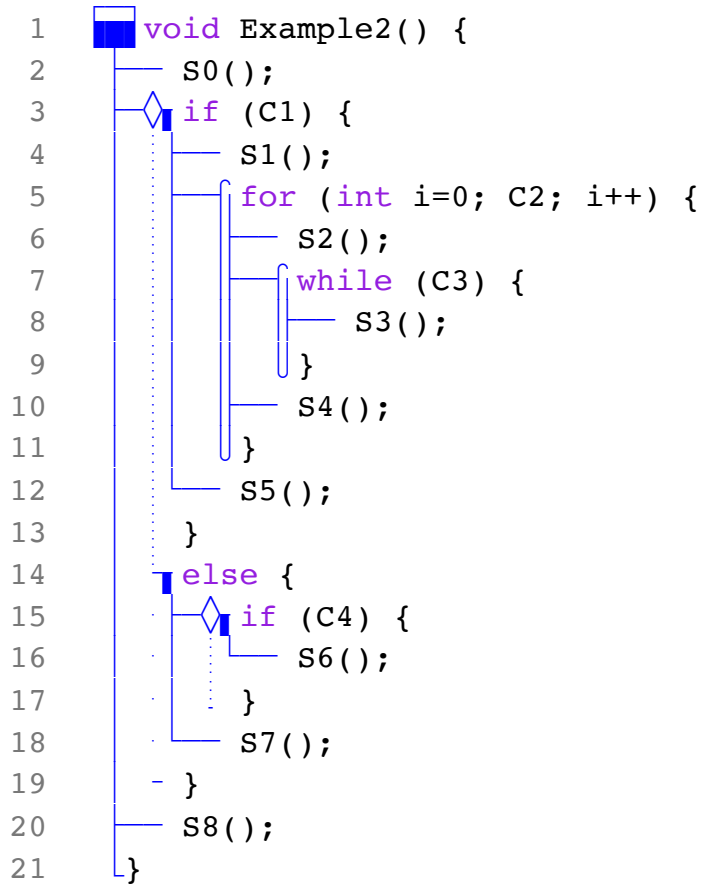 1 void Example2() {
2 S0();
3 if (C1) {
4 S1();
5 for (int i=0; C2; i++) {
6 S2();
7 while (C3) {
8 S3();
9 }
10 S4();
11 }
12 S5();
13 }
14 else {
15 if (C4) {
16 S6();
17 }
18 S7();
19 }
20 S8();
21 }